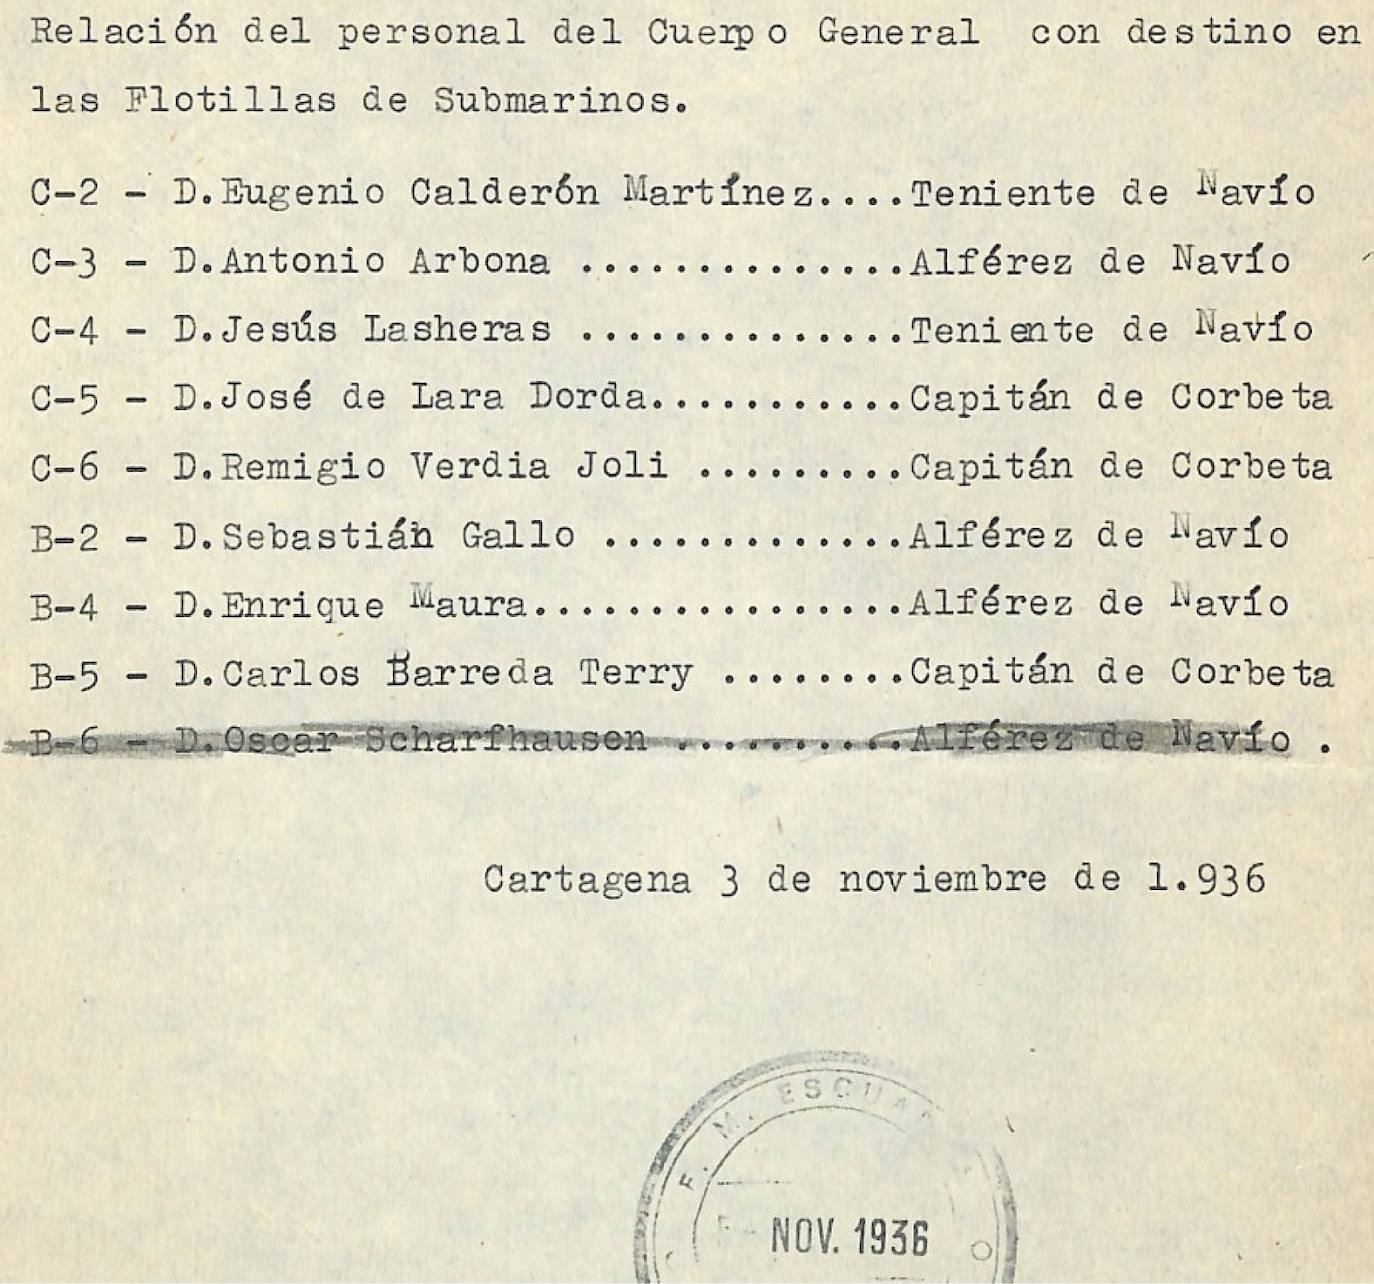 Relación del personal del Cuerpo General con destino en
las Flotillas de Submarinos.
C-2 - D.Eugenio Calderón Martínez....Teniente de Navío
C-3 - D.Antonio Arbona ..............Alférez de Navío
C-4 - D.Jesús Lasheras ..............Teniente de Navío
C-5 - D.José de Lara Dorda...........Capitán de Corbeta
C-6 - D.Remigio Verdia Joli .........Capitán de Corbeta
B-2 - D.Sebastián Gallo .............Alférez de Navío
B-4 - D.Enrique Maura................Alférez de Navío
B-5 - D.Carlos Barreda Terry ........Capitán de Corbeta
B-6 - D.Oscar Scharfhausen ..........Alférez de Navío .
Cartagena 3 de noviembre de 1.936
F. M.
NOV. 1936